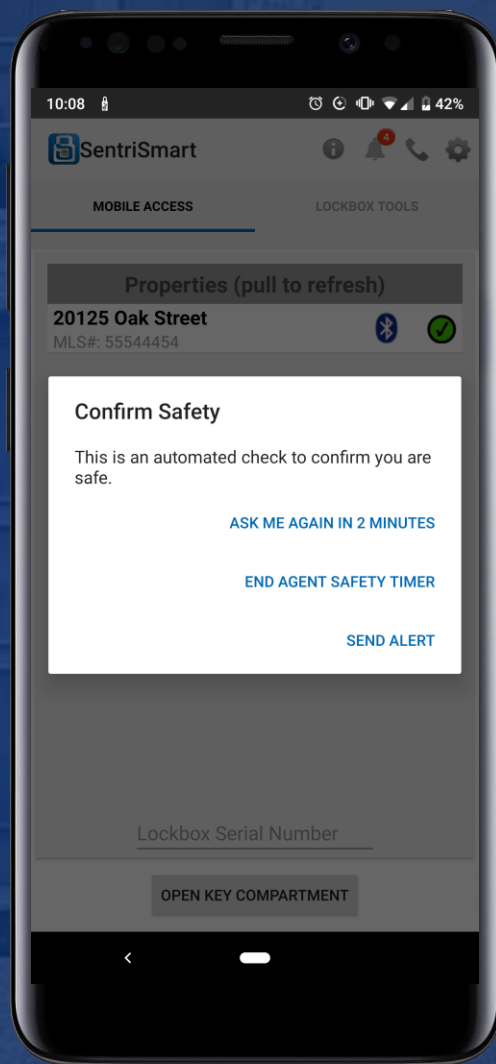 10:08 42%
SentriSmart 4
MOBILE ACCESS LOCKBOX TOOLS
Properties (pull to refresh)
20125 Oak Street
MLS#: 55544454
Confirm Safety
This is an automated check to confirm you are
safe.
ASK ME AGAIN IN 2 MINUTES
END AGENT SAFETY TIMER
SEND ALERT
Lockbox Serial Number
OPEN KEY COMPARTMENT